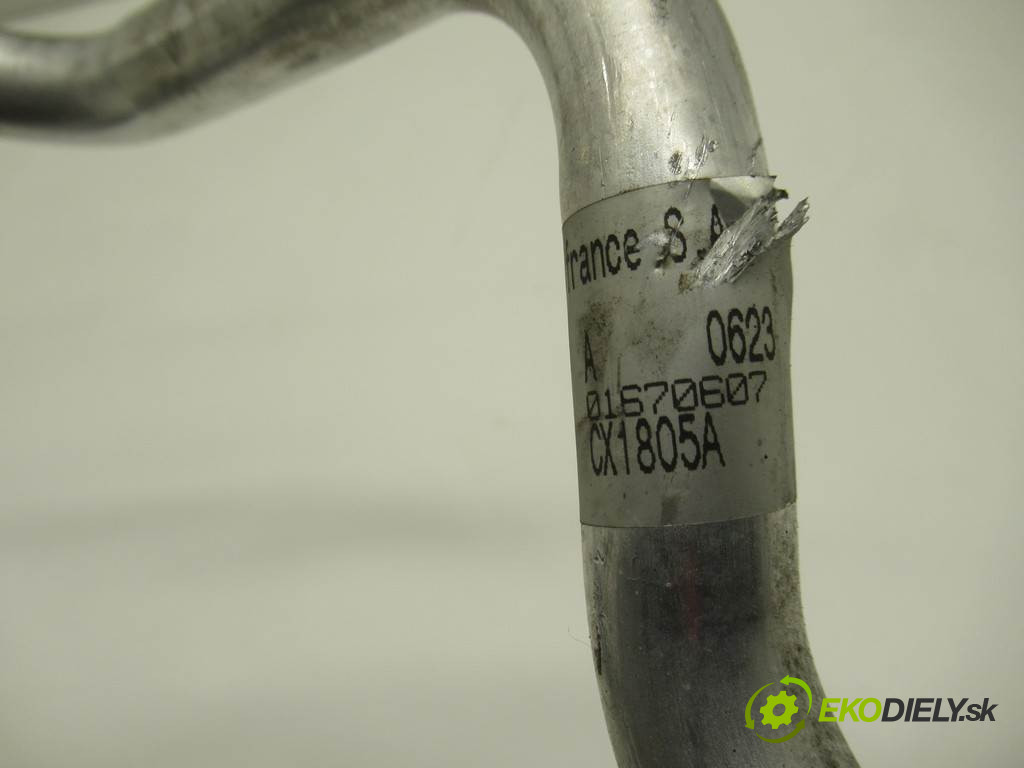 france S.A
A 0623
01670607
CX1805A
EKODIELY.sk